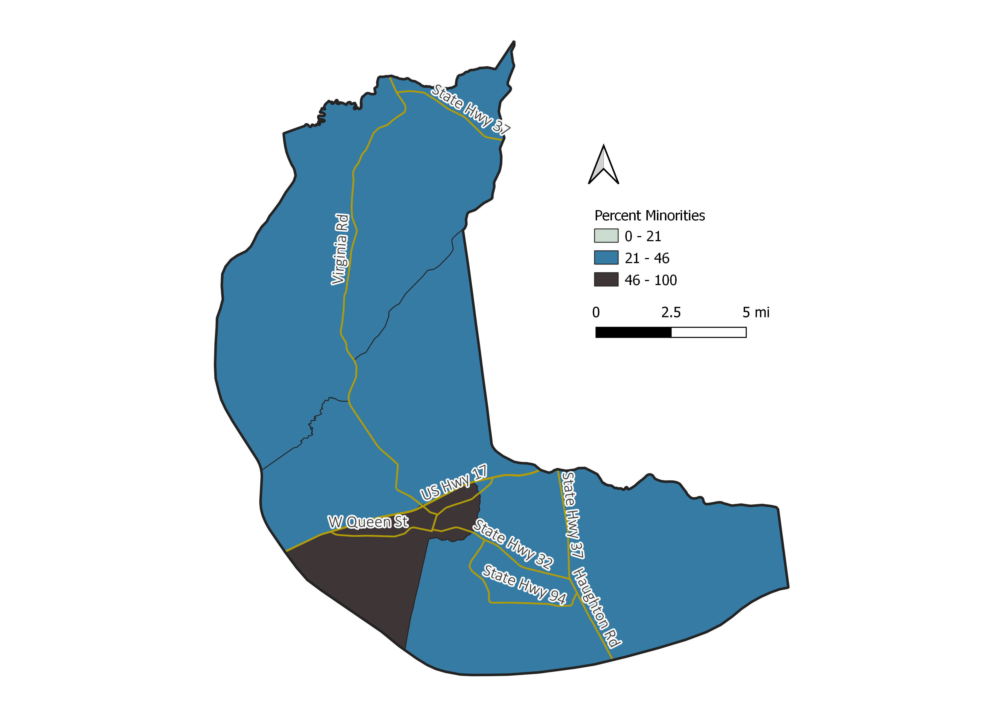 State Hwy 37
Virginia Rd
Percent Minorities
0 - 21
21 - 46
46 - 100
0 2.5 5 mi
US Hwy 17
State Hwy 37
W Queen St
State Hwy 32
State Hwy 94
Haughton Rd